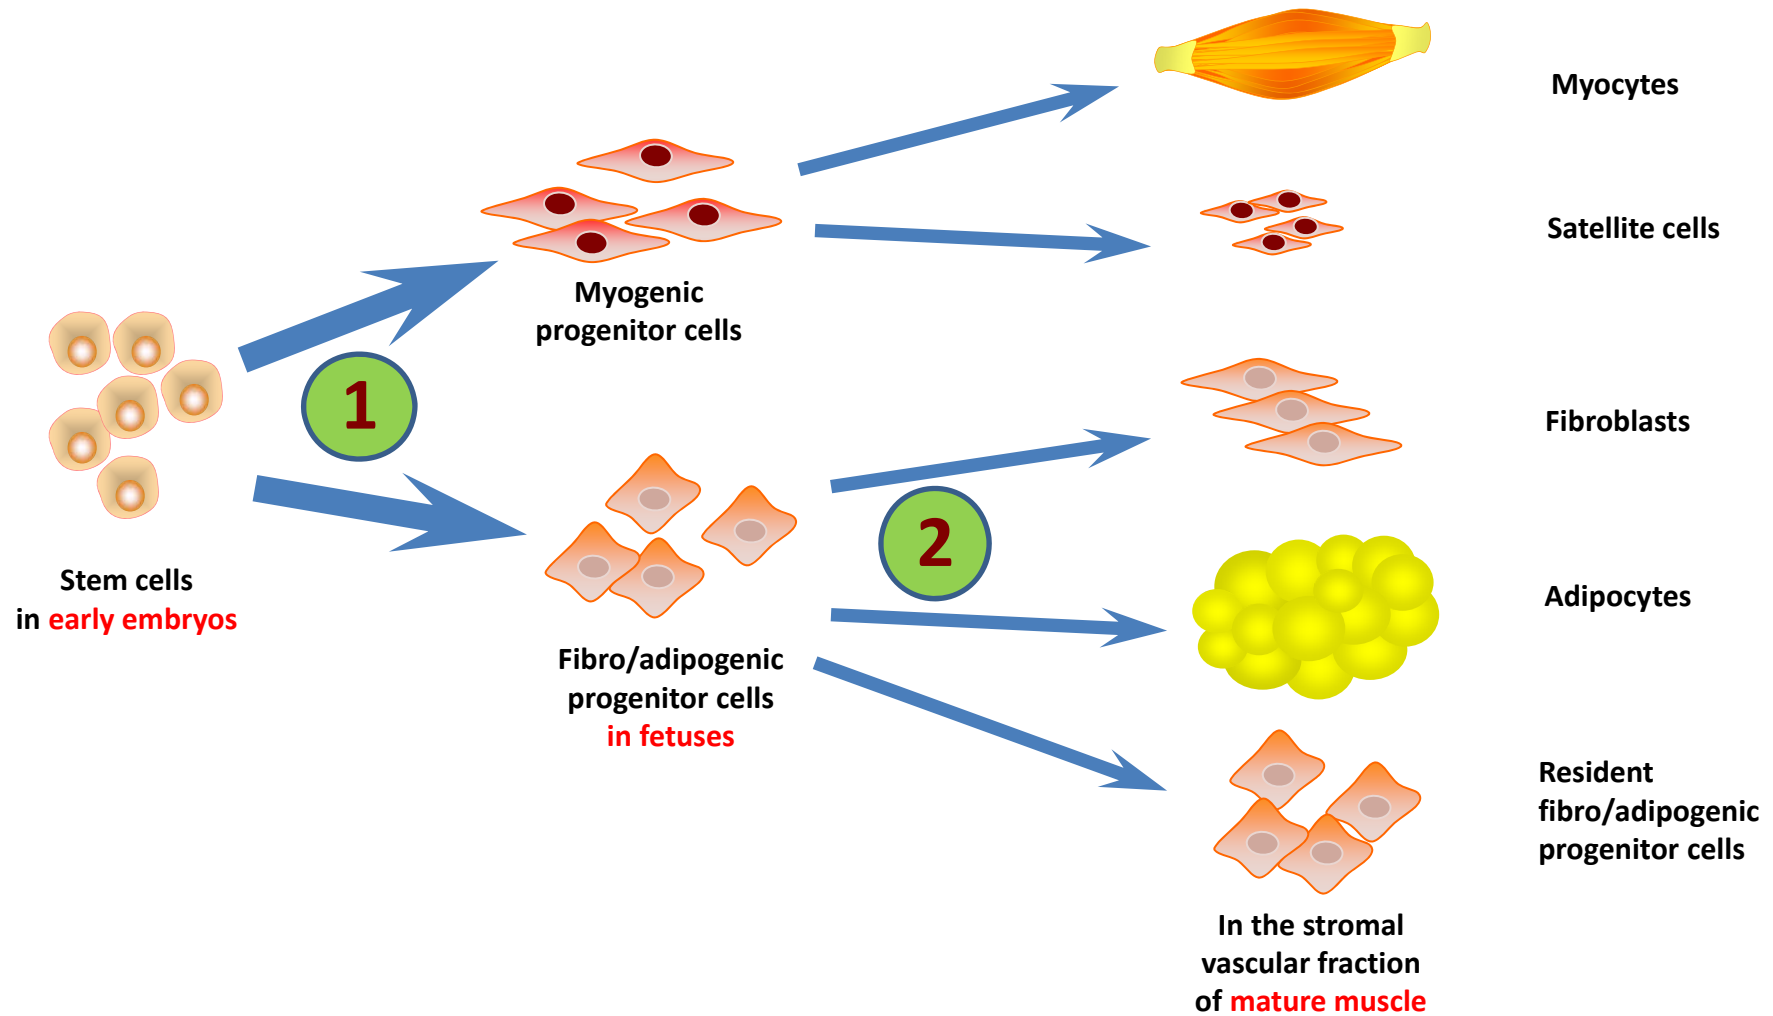 Myocytes
Satellite cells
Myogenic
progenitor cells
1
Stem cells
in early embryos
Fibroblasts
2
Adipocytes
Fibro/adipogenic
progenitor cells
in fetuses
Resident
fibro/adipogenic
progenitor cells
In the stromal
vascular fraction
of mature muscle